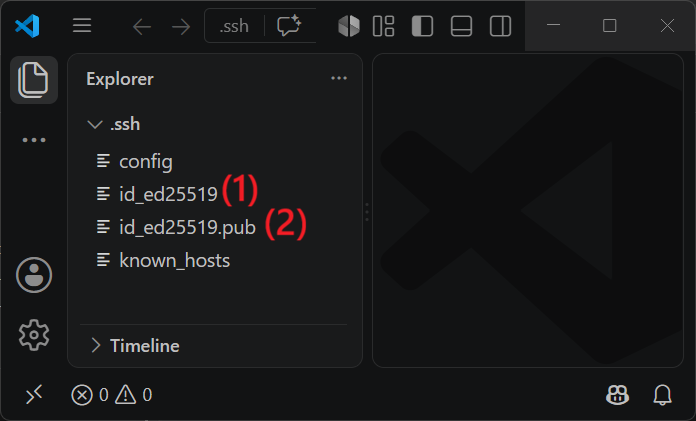 .ssh
Explorer
.ssh
config
id_ed25519 (1)
id_ed25519.pub (2)
known_hosts
Timeline
0 0